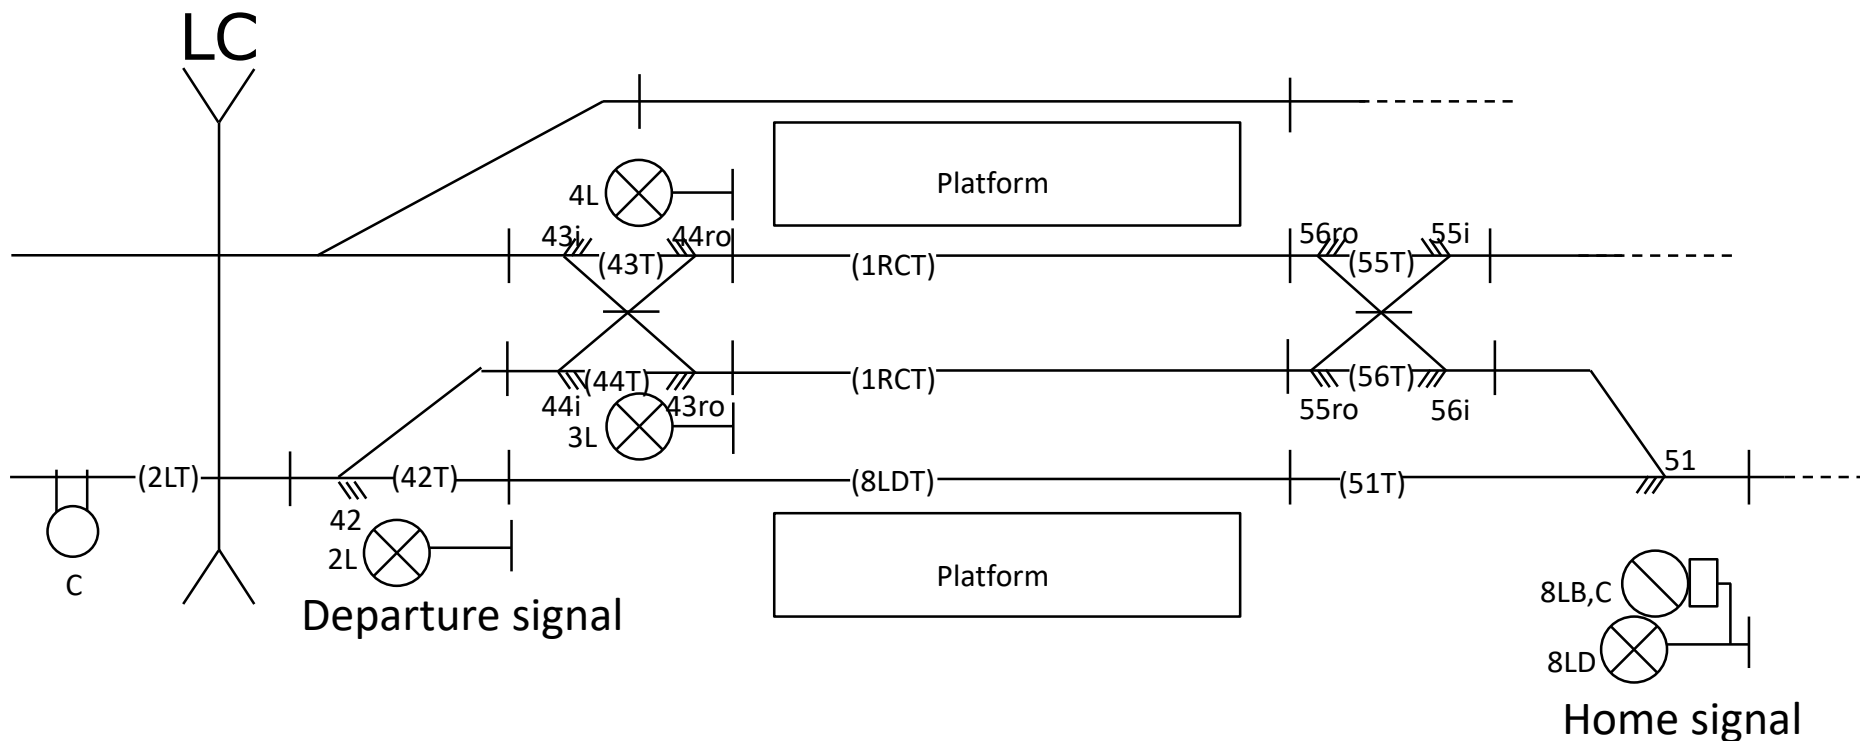 LC
Platform
4L
43i
44ro
56ro
55i
(43T)
(1RCT)
(55T)
(44T)
(1RCT)
(56T)
44i
43ro
55ro
56i
3L
51
(2LT)
(42T)
(8LDT)
(51T)
42
2L
C
Departure signal
Platform
8LB,C
8LD
Home signal